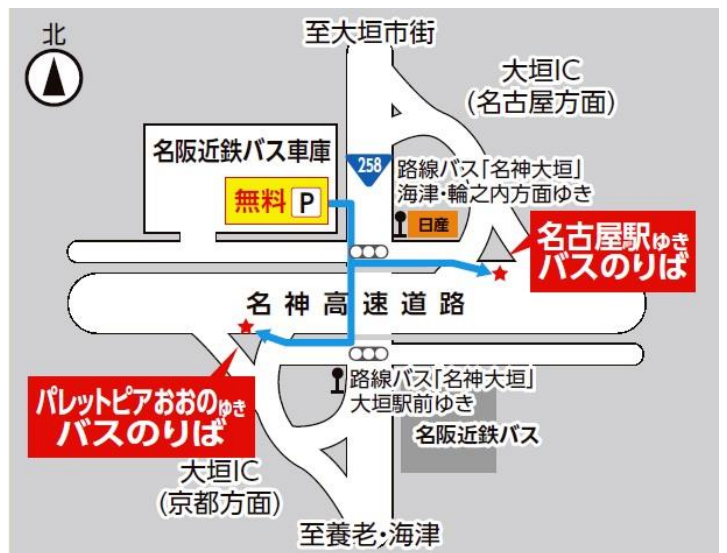 北
至大垣市街
大垣IC
(名古屋方面)
名阪近鉄バス車庫
無料 P
258
路線バス「名神大垣」
海津・輪之内方面ゆき
日産
名古屋駅ゆき
バスのりば
名神高速道路
パレットピアおおのゆき
バスのりば
路線バス「名神大垣」
大垣駅前ゆき
名阪近鉄バス
大垣IC
(京都方面)
至養老・海津